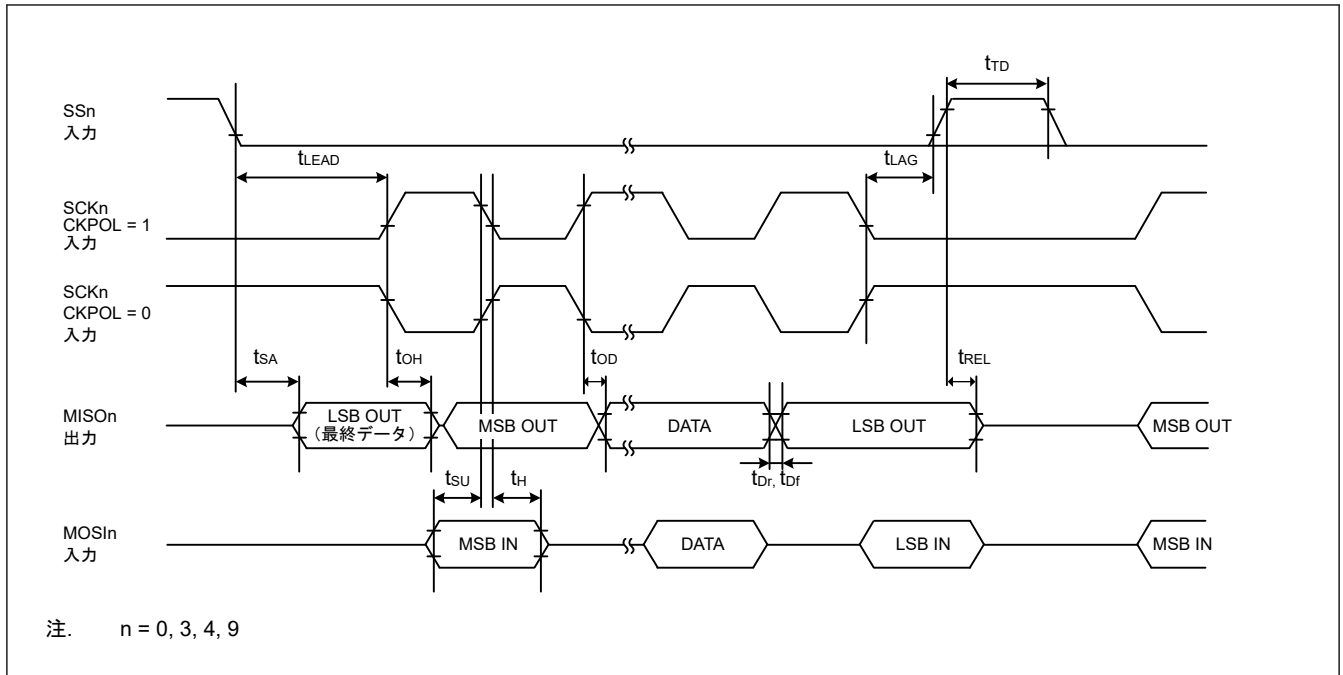 tTD
SSn
入力
tLEAD
tLAG
SCKn
CKPOL = 1
入力
SCKn
CKPOL = 0
入力
tSA
tOH
tOD
tREL
MISOn
出力
LSB OUT
（最終データ）
MSB OUT
DATA
LSB OUT
MSB OUT
tSU
tH
tDr, tDf
MOSIn
入力
MSB IN
DATA
LSB IN
MSB IN
注. n = 0, 3, 4, 9